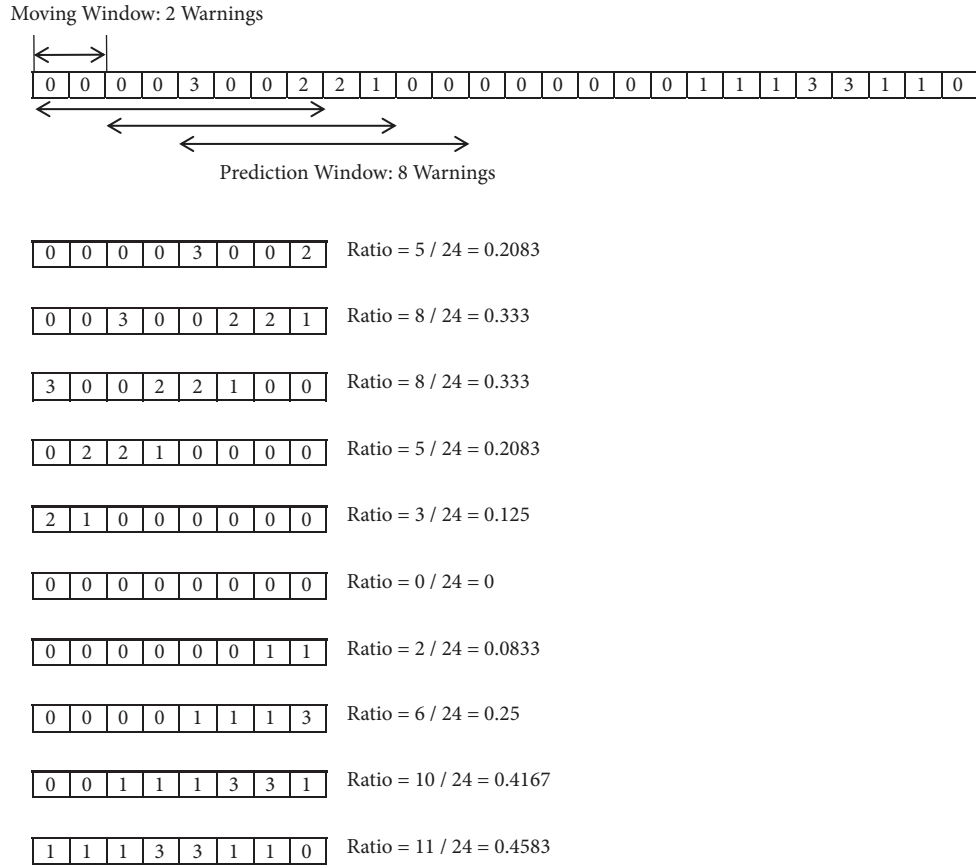 Moving Window: 2 Warnings
0 0 0 0 3 0 0 2 2 1 0 0 0 0 0 0 0 0 1 1 1 3 3 1 1 0
Prediction Window: 8 Warnings
0 0 0 0 3 0 0 2 Ratio = 5 / 24 = 0.2083
0 0 3 0 0 2 2 1 Ratio = 8 / 24 = 0.333
3 0 0 2 2 1 0 0 Ratio = 8 / 24 = 0.333
0 2 2 1 0 0 0 0 Ratio = 5 / 24 = 0.2083
2 1 0 0 0 0 0 0 Ratio = 3 / 24 = 0.125
0 0 0 0 0 0 0 0 Ratio = 0 / 24 = 0
0 0 0 0 0 0 1 1 Ratio = 2 / 24 = 0.0833
0 0 0 0 1 1 1 3 Ratio = 6 / 24 = 0.25
0 0 1 1 1 3 3 1 Ratio = 10 / 24 = 0.4167
1 1 1 3 3 1 1 0 Ratio = 11 / 24 = 0.4583